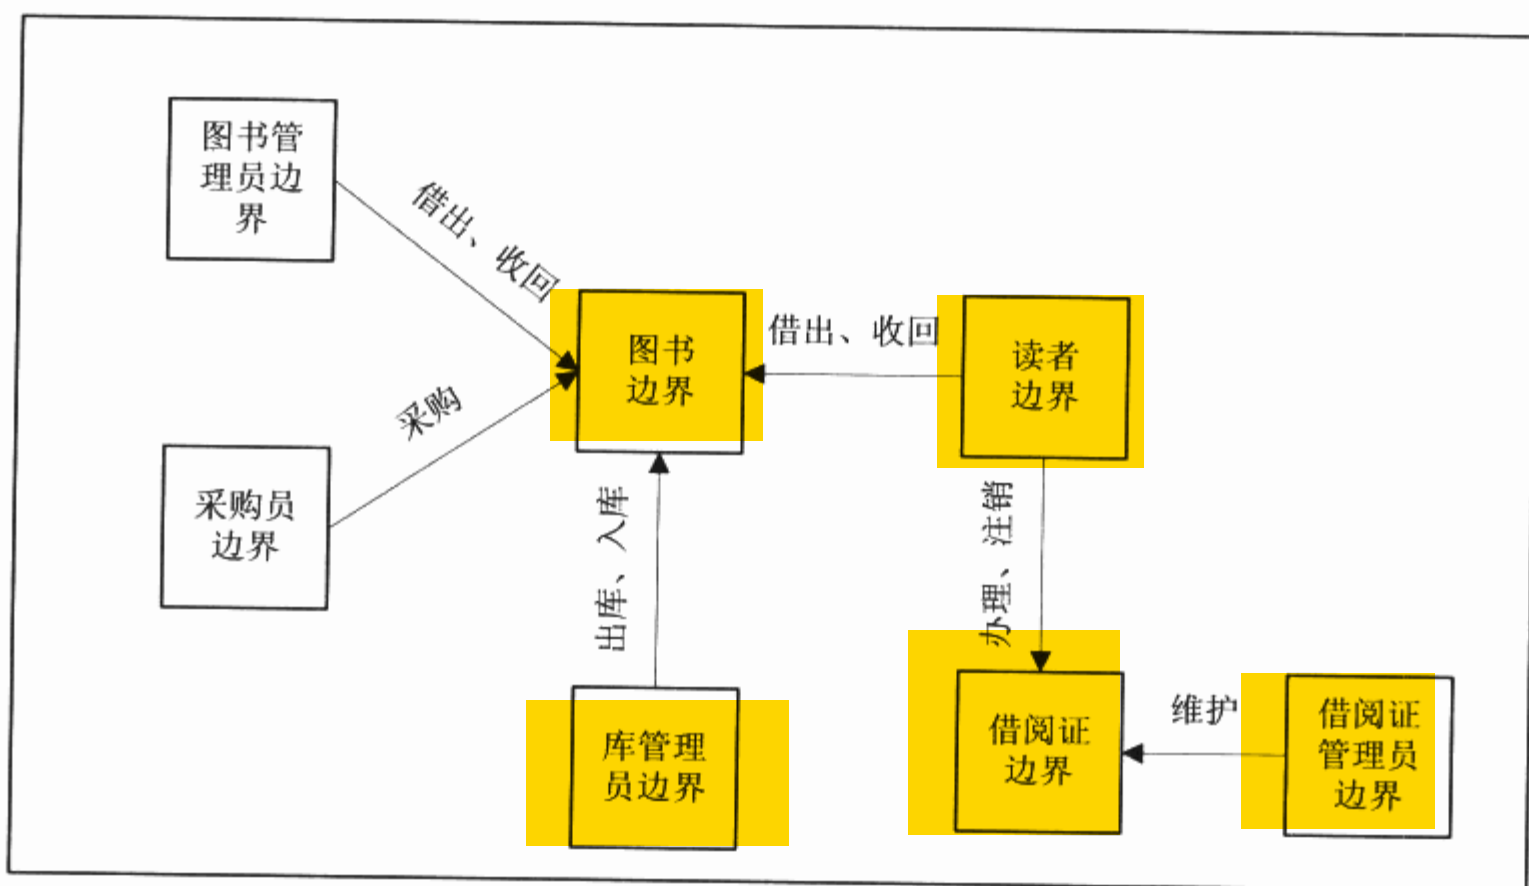 图书管
理员边
界
借出、收回
图书
边界
借出、收回
读者
边界
采购
采购员
边界
出库、入库
办理、注销
库管理
员边界
借阅证
边界
维护
借阅证
管理员
边界